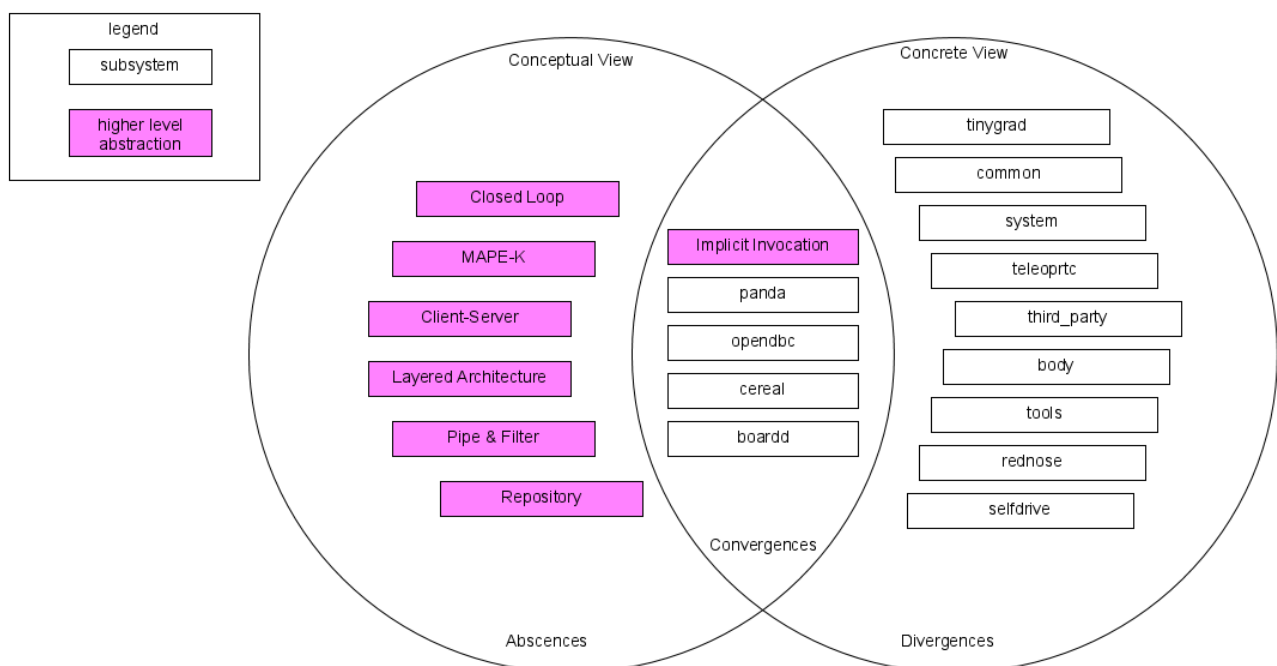 legend
subsystem
higher level
abstraction
Conceptual View
Closed Loop
MAPE-K
Client-Server
Layered Architecture
Pipe & Filter
Repository
Abscences
Implicit Invocation
panda
opendbc
cereal
boardd
Convergences
Concrete View
tinygrad
common
system
teleoprtc
third_party
body
tools
rednose
selfdrive
Divergences